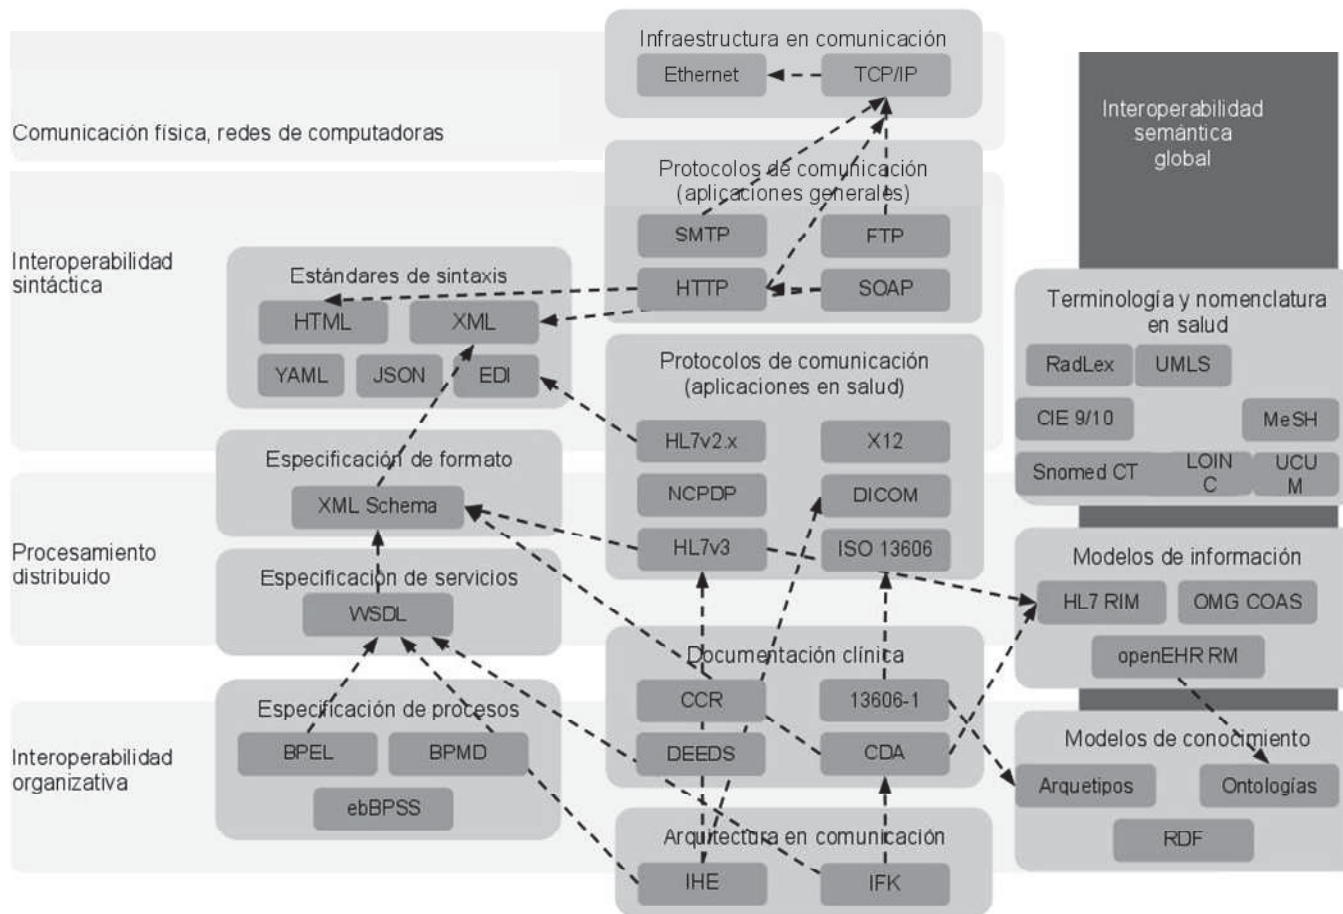 Infraestructura en comunicación
Ethernet
TCP/IP
Comunicación física, redes de computadoras
Interoperabilidad
semántica
global
Protocolos de comunicación
(aplicaciones generales)
SMTP
FTP
HTTP
SOAP
Interoperabilidad
sintáctica
Estándares de sintaxis
HTML
XML
YAML
JSON
EDI
Terminología y nomenclatura
en salud
RadLex
UMLS
CIE 9/10
MeSH
Snomed CT
LOIN
C
UCU
M
Protocolos de comunicación
(aplicaciones en salud)
HL7v2.x
X12
NCPDP
DICOM
HL7v3
ISO 13606
Especificación de formato
XML Schema
Procesamiento
distribuido
Especificación de servicios
WSDL
Modelos de información
HL7 RIM
OMG COAS
openEHR RM
Documentación clínica
CCR
13606-1
DEEDS
CDA
Interoperabilidad
organizativa
Especificación de procesos
BPEL
BPMD
ebBPSS
Modelos de conocimiento
Arquetipos
Ontologías
RDF
Arquitectura en comunicación
IHE
IFK